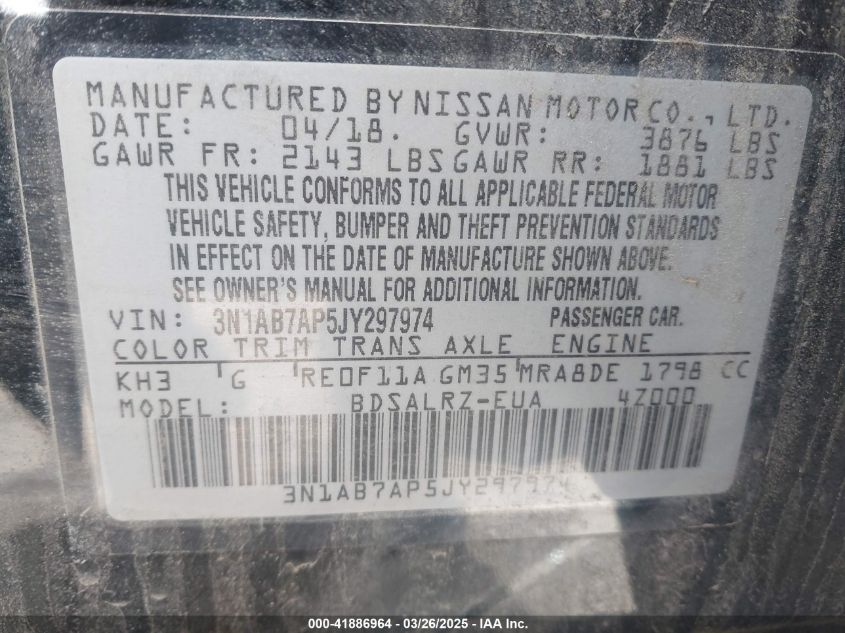 MANUFACTURED BY NISSAN MOTOR CO., LTD.
DATE: 04/18. GVWR: 3876 LBS
GAWR FR: 2143 LBS GAWR RR: 1881 LBS
THIS VEHICLE CONFORMS TO ALL APPLICABLE FEDERAL MOTOR
VEHICLE SAFETY, BUMPER AND THEFT PREVENTION STANDARDS
IN EFFECT ON THE DATE OF MANUFACTURE SHOWN ABOVE.
SEE OWNER'S MANUAL FOR ADDITIONAL INFORMATION.
VIN: 3N1AB7AP5JY297974 PASSENGER CAR.
COLOR TRIM TRANS AXLE ENGINE
KH3 G RE0F11A GM35 MRA8DE 1798 CC
MODEL: BDSALRZ-EUA 4Z000
3N1AB7AP5JY297974
000-41886964 — 03/26/2025 — IAA Inc.